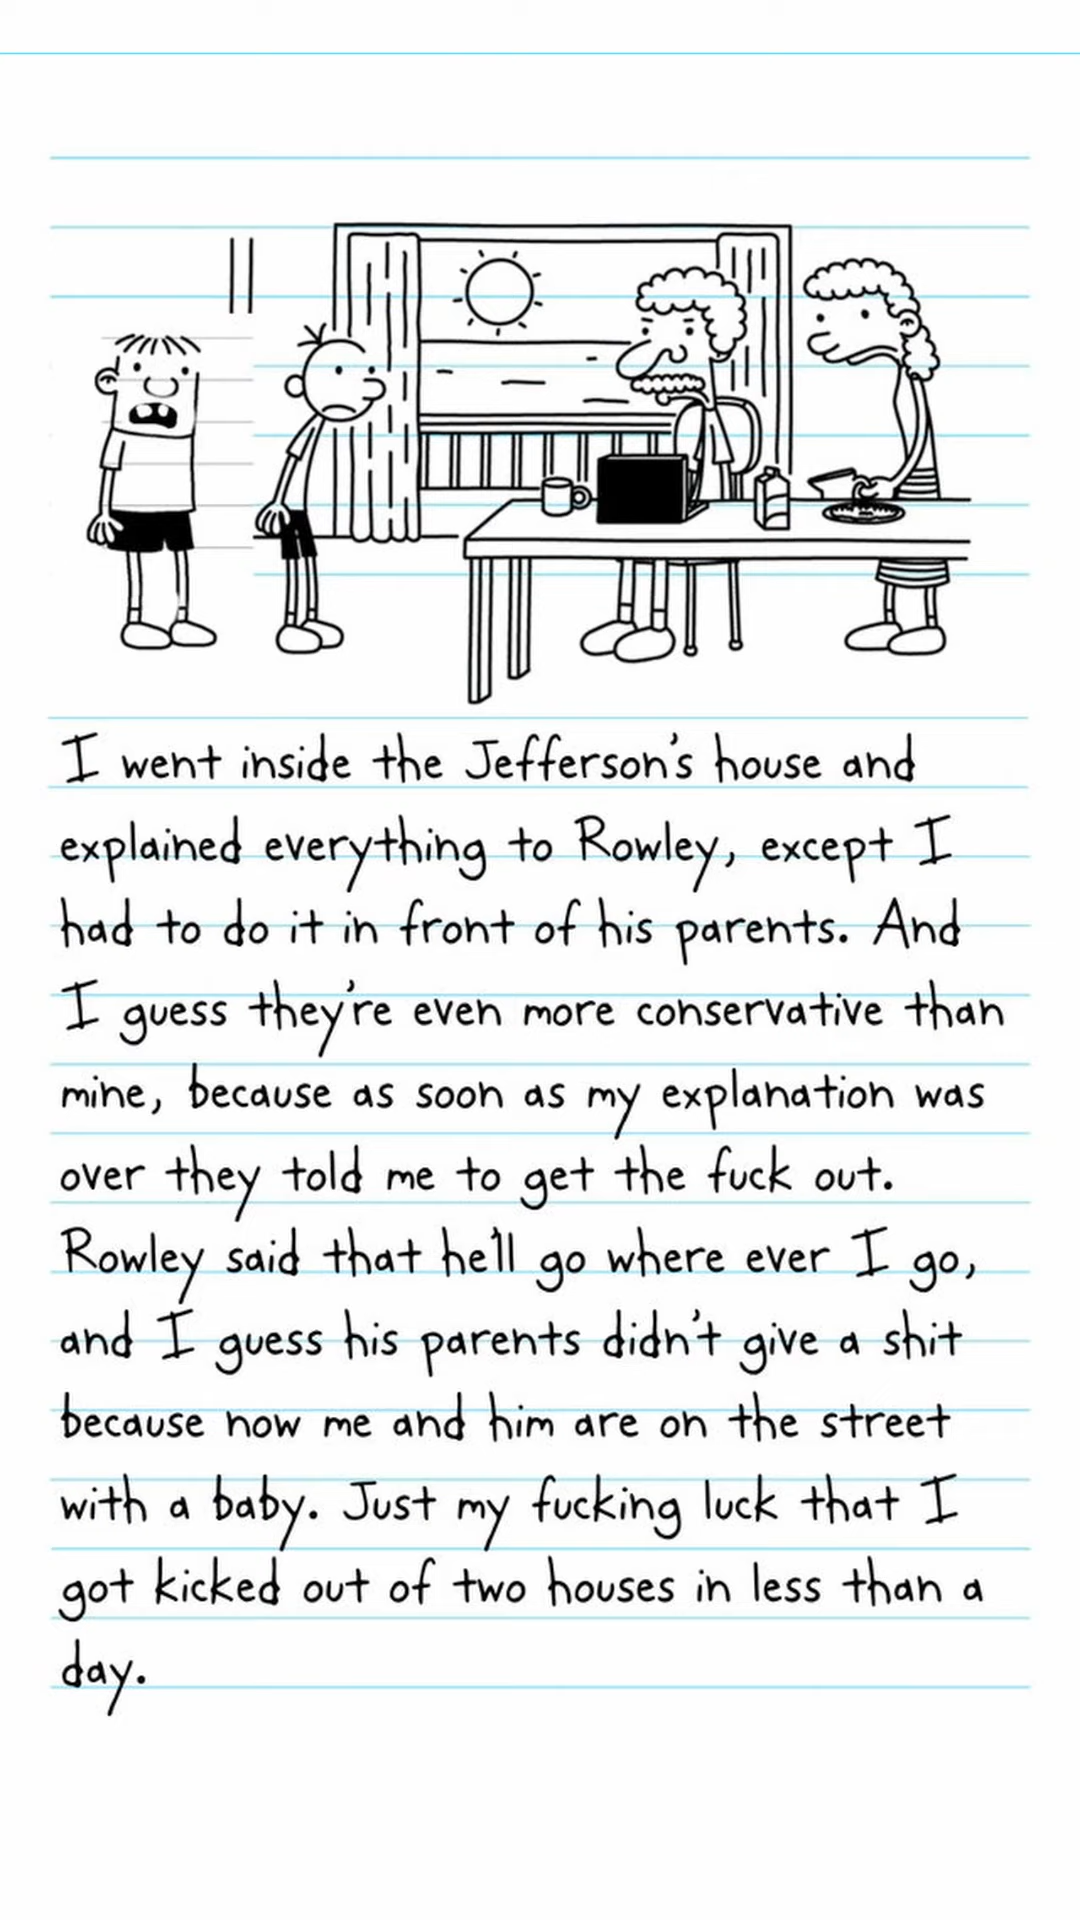 I went inside the Jefferson's house and
explained everything to Rowley, except I
had to do it in front of his parents. And
I guess they're even more conservative than
mine, because as soon as my explanation was
over they told me to get the fuck out.
Rowley said that he'll go where ever I go,
and I guess his parents didn't give a shit
because now me and him are on the street
with a baby. Just my fucking luck that I
got kicked out of two houses in less than a
day.